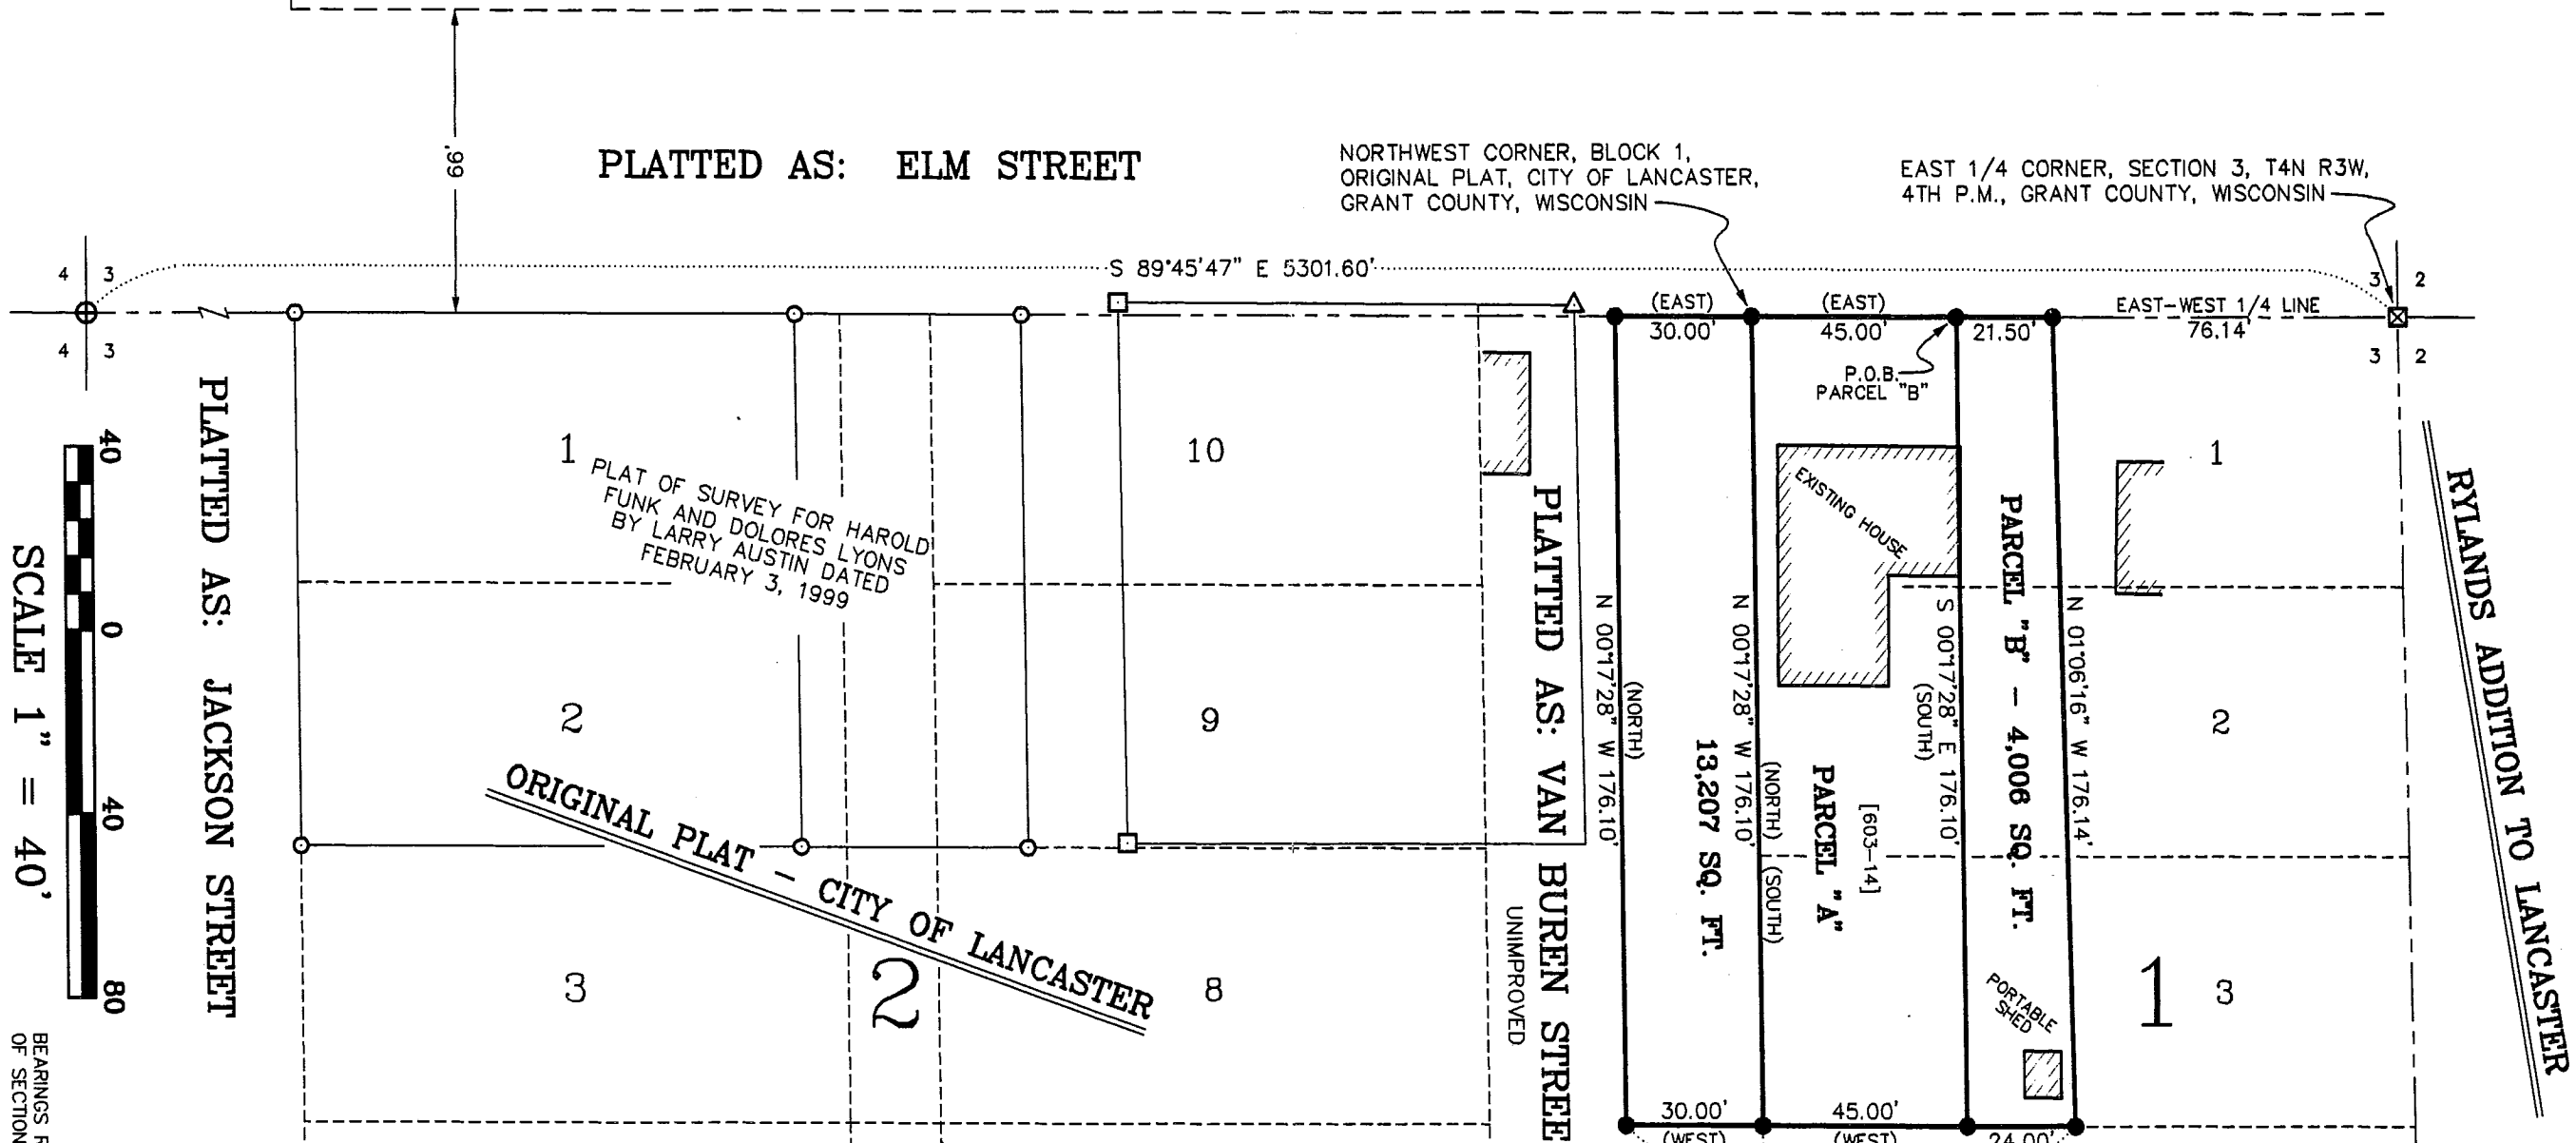 66'
PLATTED AS: ELM STREET
NORTHWEST CORNER, BLOCK 1,
ORIGINAL PLAT, CITY OF LANCASTER,
GRANT COUNTY, WISCONSIN
EAST 1/4 CORNER, SECTION 3, T4N R3W,
4TH P.M., GRANT COUNTY, WISCONSIN
4 3
4 3
S 89°45'47" E 5301.60'
3 2
3 2
(EAST)
30.00'
(EAST)
45.00'
21.50'
EAST-WEST 1/4 LINE
76.14'
P.O.B.
PARCEL "B"
PLATTED AS: JACKSON STREET
40 0 40 80
SCALE 1" = 40'
1
PLAT OF SURVEY FOR HAROLD
FUNK AND DOLORES LYONS
BY LARRY AUSTIN DATED
FEBRUARY 3, 1999
10
2
9
ORIGINAL PLAT - CITY OF LANCASTER
3
2
8
PLATTED AS: VAN BUREN STREE
UNIMPROVED
N 00°17'28" W 176.10'
(NORTH)
13,207 SQ. FT.
N 00°17'28" W 176.10'
(NORTH)
(SOUTH)
EXISTING HOUSE
PARCEL "A"
[603-14]
S 00°17'28" E 176.10'
(SOUTH)
PARCEL "B" - 4,006 SQ. FT.
N 01°06'16" W 176.14'
PORTABLE
SHED
1
2
1
3
RYLANDS ADDITION TO LANCASTER
30.00'
(WEST)
45.00'
(WEST)
24.00'
BEARINGS
OF SECTION